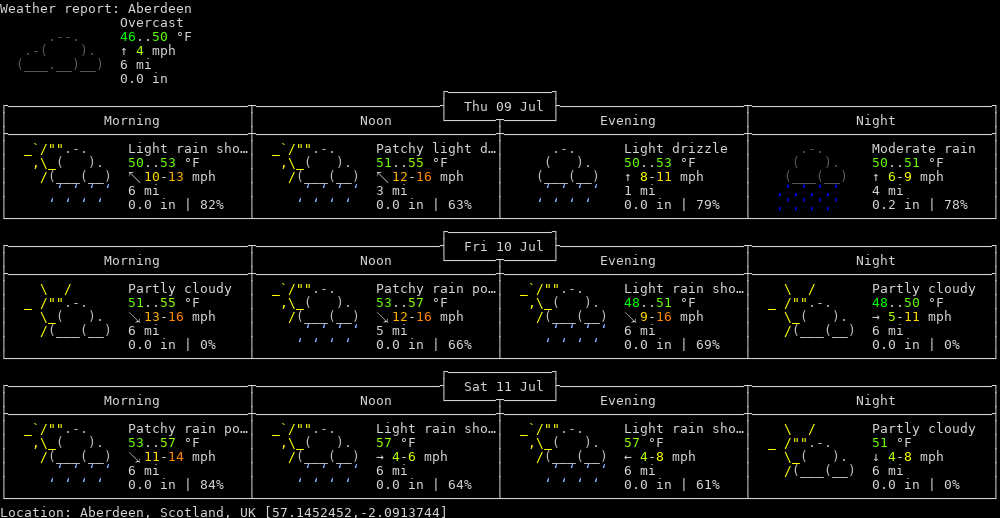 Weather report: Aberdeen
Overcast
46..50 °F
↑ 4 mph
6 mi
0.0 in
Thu 09 Jul
Morning Noon Evening Night
Light rain sho… Patchy light d… Light drizzle Moderate rain
50..53 °F 51..55 °F 50..53 °F 50..51 °F
↖ 10-13 mph ↖ 12-16 mph ↑ 8-11 mph ↑ 6-9 mph
6 mi 3 mi 1 mi 4 mi
0.0 in | 82% 0.0 in | 63% 0.0 in | 79% 0.2 in | 78%
Fri 10 Jul
Morning Noon Evening Night
Partly cloudy Patchy rain po… Light rain sho… Partly cloudy
51..55 °F 53..57 °F 48..51 °F 48..50 °F
↘ 13-16 mph ↘ 12-16 mph ↘ 9-16 mph → 5-11 mph
6 mi 5 mi 6 mi 6 mi
0.0 in | 0% 0.0 in | 66% 0.0 in | 69% 0.0 in | 0%
Sat 11 Jul
Morning Noon Evening Night
Patchy rain po… Light rain sho… Light rain sho… Partly cloudy
53..57 °F 57 °F 57 °F 51 °F
↘ 11-14 mph → 4-6 mph ← 4-8 mph ↓ 4-8 mph
6 mi 6 mi 6 mi 6 mi
0.0 in | 84% 0.0 in | 64% 0.0 in | 61% 0.0 in | 0%
Location: Aberdeen, Scotland, UK [57.1452452,-2.0913744]